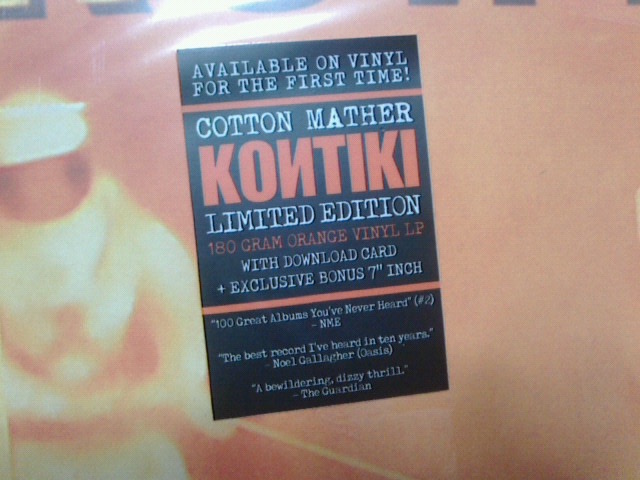 AVAILABLE ON VINYL
FOR THE FIRST TIME!
COTTON MATHER
KOИTIKI
LIMITED EDITION
180 GRAM ORANGE VINYL LP
WITH DOWNLOAD CARD
+ EXCLUSIVE BONUS 7" INCH
"100 Great Albums You've Never Heard" (#2)
- NME
"The best record I've heard in ten years."
- Noel Gallagher (Oasis)
"A bewildering, dizzy thrill."
- The Guardian